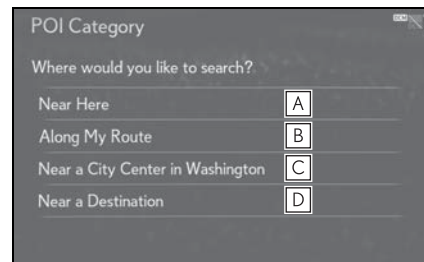 POI Category
Where would you like to search?
Near Here A
Along My Route B
Near a City Center in Washington C
Near a Destination D